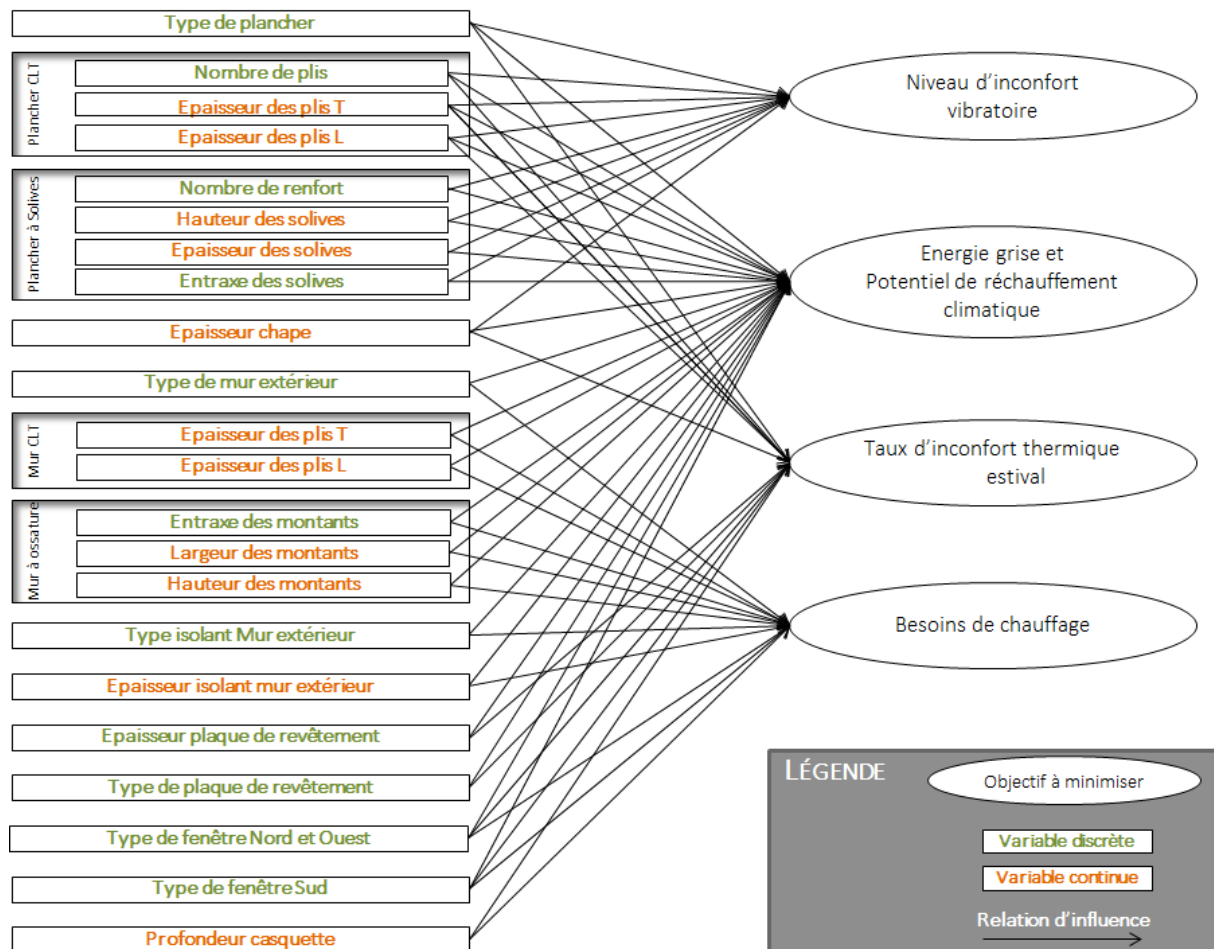 Type de plancher
Plancher CLT
Nombre de plis
Epaisseur des plis T
Epaisseur des plis L
Plancher à Solives
Nombre de renfort
Hauteur des solives
Epaisseur des solives
Entraxe des solives
Epaisseur chape
Type de mur extérieur
Mur CLT
Epaisseur des plis T
Epaisseur des plis L
Mur à ossature
Entraxe des montants
Largeur des montants
Hauteur des montants
Type isolant Mur extérieur
Epaisseur isolant mur extérieur
Epaisseur plaque de revêtement
Type de plaque de revêtement
Type de fenêtre Nord et Ouest
Type de fenêtre Sud
Profondeur casquette
Niveau d'inconfort
vibratoire
Energie grise et
Potentiel de réchauffement
climatique
Taux d'inconfort thermique
estival
Besoins de chauffage
LÉGENDE
Objectif à minimiser
Variable discrète
Variable continue
Relation d'influence